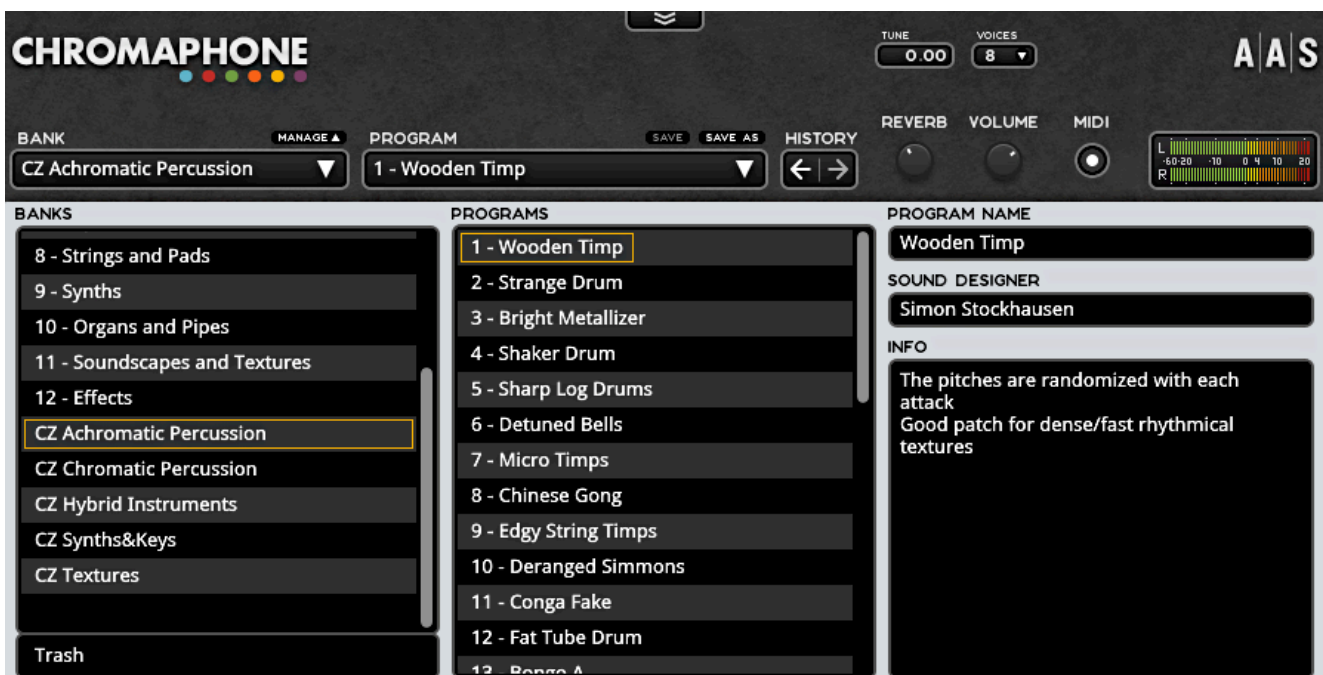 CHROMAPHONE
TUNE
0.00
VOICES
8
A|A|S
BANK
MANAGE
CZ Achromatic Percussion
PROGRAM
SAVE
SAVE AS
1 - Wooden Timp
HISTORY
REVERB
VOLUME
MIDI
L
-60-20 -10 0 4 10 20
R
BANKS
8 - Strings and Pads
9 - Synths
10 - Organs and Pipes
11 - Soundscapes and Textures
12 - Effects
CZ Achromatic Percussion
CZ Chromatic Percussion
CZ Hybrid Instruments
CZ Synths&Keys
CZ Textures
Trash
PROGRAMS
1 - Wooden Timp
2 - Strange Drum
3 - Bright Metallizer
4 - Shaker Drum
5 - Sharp Log Drums
6 - Detuned Bells
7 - Micro Timps
8 - Chinese Gong
9 - Edgy String Timps
10 - Deranged Simmons
11 - Conga Fake
12 - Fat Tube Drum
13 - Bongo A
PROGRAM NAME
Wooden Timp
SOUND DESIGNER
Simon Stockhausen
INFO
The pitches are randomized with each
attack
Good patch for dense/fast rhythmical
textures